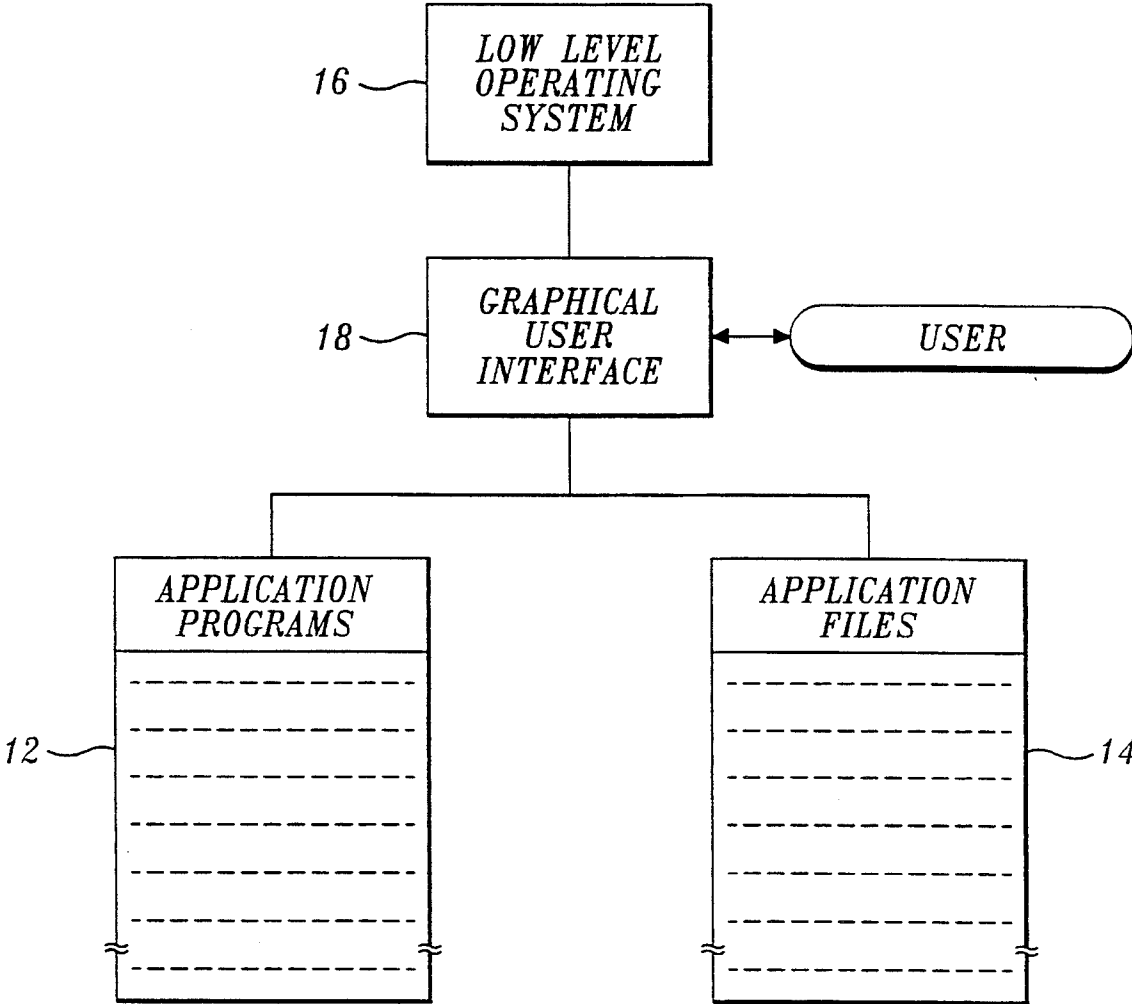 LOW LEVEL
OPERATING
SYSTEM
16
GRAPHICAL
USER
INTERFACE
18
USER
APPLICATION
PROGRAMS
APPLICATION
FILES
12
14